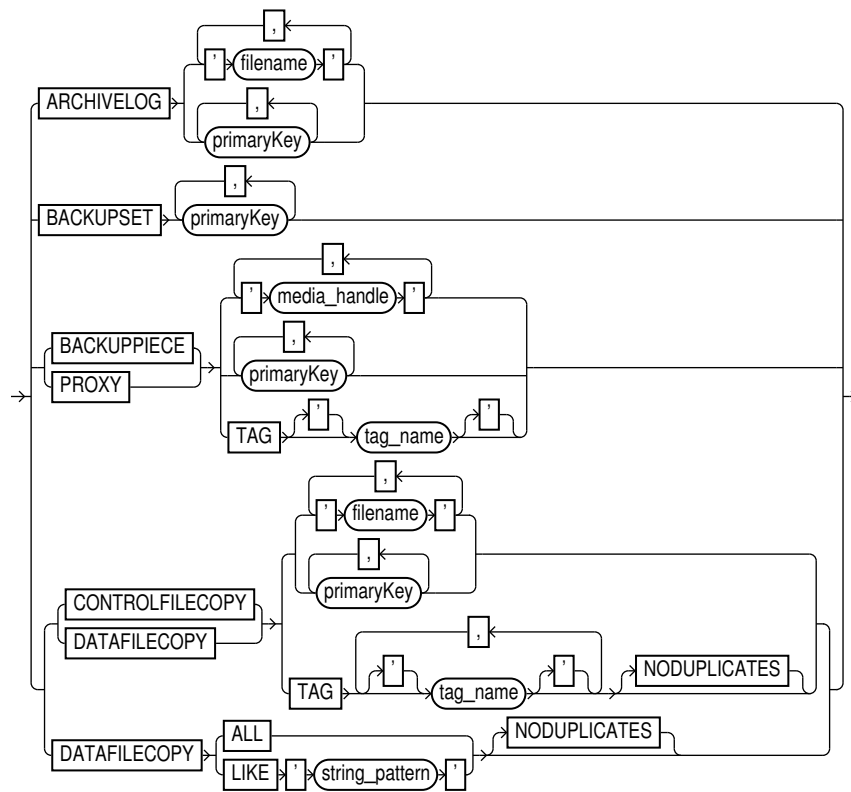 ,
' filename '
ARCHIVELOG
,
primaryKey
,
BACKUPSET primaryKey
,
' media_handle '
,
BACKUPPIECE
primaryKey
PROXY
' '
TAG tag_name
,
' filename '
,
primaryKey
CONTROLFILECOPY
DATAFILECOPY
,
' ' NODUPLICATES
TAG tag_name
ALL NODUPLICATES
DATAFILECOPY
LIKE ' string_pattern '